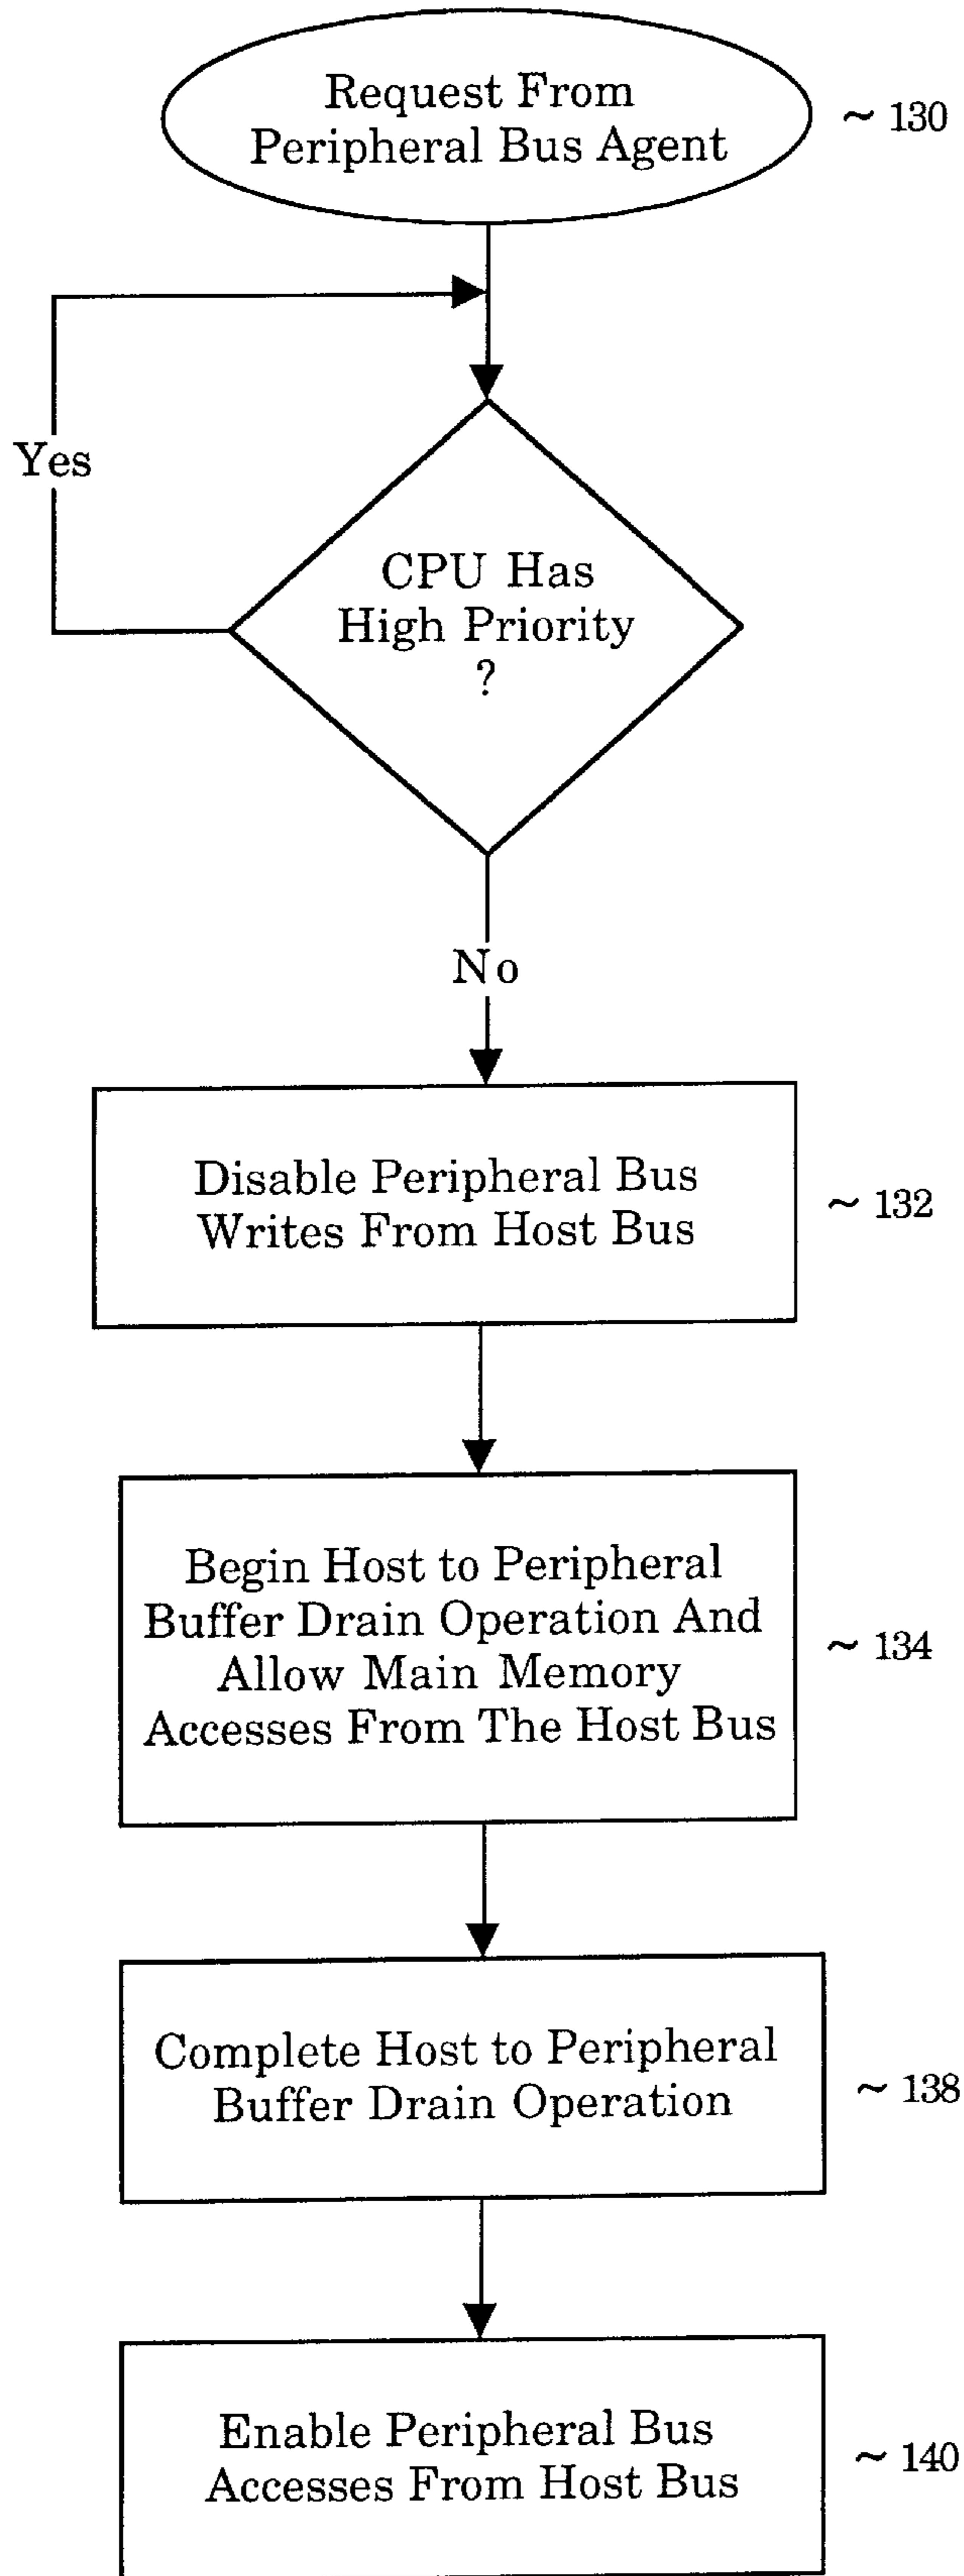 Request From
Peripheral Bus Agent
~ 130
Yes
CPU Has
High Priority
?
No
Disable Peripheral Bus
Writes From Host Bus
~ 132
Begin Host to Peripheral
Buffer Drain Operation And
Allow Main Memory
Accesses From The Host Bus
~ 134
Complete Host to Peripheral
Buffer Drain Operation
~ 138
Enable Peripheral Bus
Accesses From Host Bus
~ 140